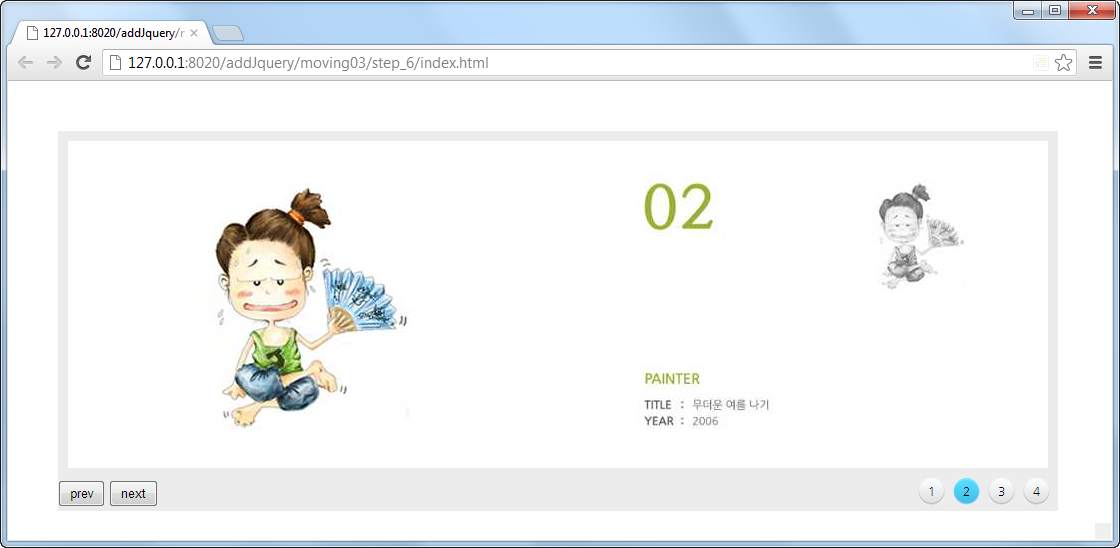 127.0.0.1:8020/addJquery/r
127.0.0.1:8020/addJquery/moving03/step_6/index.html
02
PAINTER
TITLE : 무더운 여름 나기
YEAR : 2006
prev next 1 2 3 4